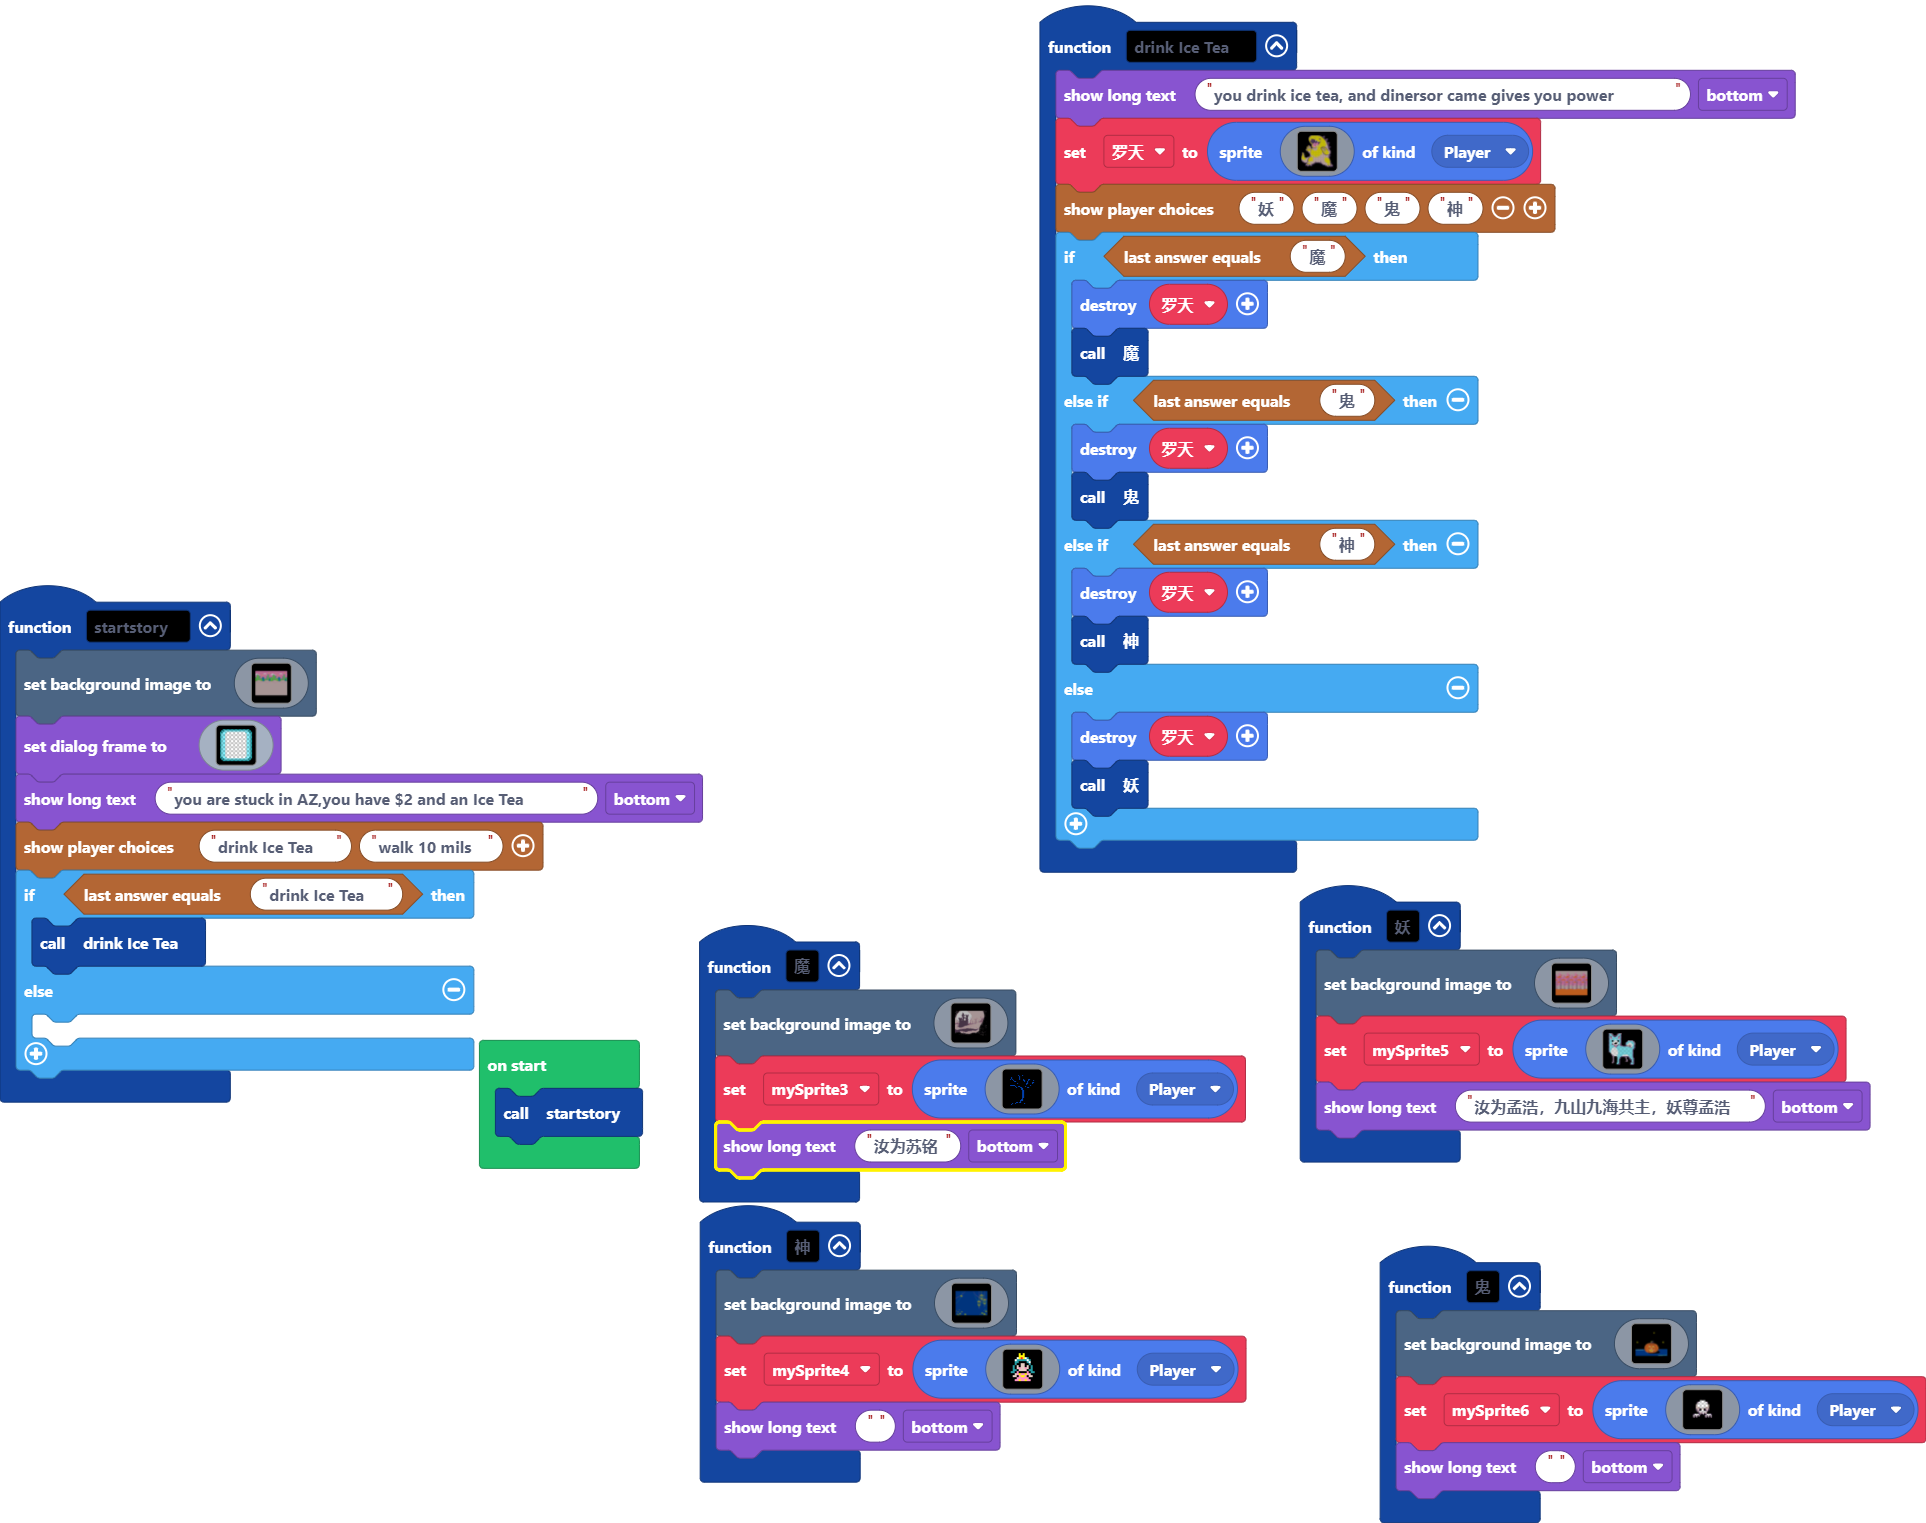 function drink Ice Tea
show long text "you drink ice tea, and dinersor came gives you power" bottom
set 罗天 to sprite of kind Player
show player choices "妖" "魔" "鬼" "神"
if last answer equals "魔" then
destroy 罗天
call 魔
else if last answer equals "鬼" then
destroy 罗天
call 鬼
else if last answer equals "神" then
destroy 罗天
call 神
else
destroy 罗天
call 妖
function startstory
set background image to
set dialog frame to
show long text "you are stuck in AZ,you have $2 and an Ice Tea" bottom
show player choices "drink Ice Tea" "walk 10 mils"
if last answer equals "drink Ice Tea" then
call drink Ice Tea
else
on start
call startstory
function 魔
set background image to
set mySprite3 to sprite of kind Player
show long text "汝为苏铭" bottom
function 妖
set background image to
set mySprite5 to sprite of kind Player
show long text "汝为孟浩，九山九海共主，妖尊孟浩" bottom
function 神
set background image to
set mySprite4 to sprite of kind Player
show long text "" bottom
function 鬼
set background image to
set mySprite6 to sprite of kind Player
show long text "" bottom